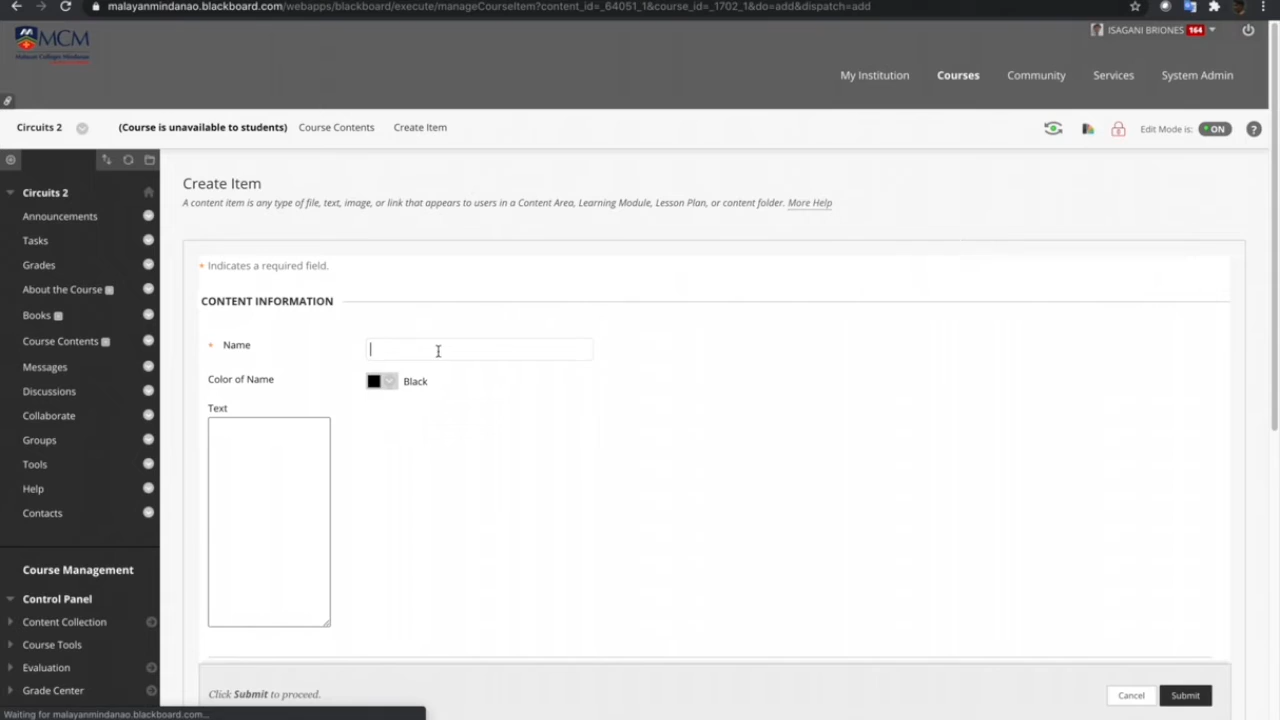 malayanmindanao.blackboard.com/webapps/blackboard/execute/manageCourseItem?content_id=_64051_1&course_id=_1702_1&do=add&dispatch=add
MCM
ISAGANI BRIONES 164
My Institution Courses Community Services System Admin
Circuits 2 (Course is unavailable to students) Course Contents Create Item Edit Mode is: ON ?
Circuits 2
Announcements
Tasks
Grades
About the Course
Books
Course Contents
Messages
Discussions
Collaborate
Groups
Tools
Help
Contacts
Course Management
Control Panel
Content Collection
Course Tools
Evaluation
Grade Center
Create Item
A content item is any type of file, text, image, or link that appears to users in a Content Area, Learning Module, Lesson Plan, or content folder. More Help
* Indicates a required field.
CONTENT INFORMATION
* Name
Color of Name Black
Text
Click Submit to proceed.
Cancel Submit
Waiting for malayanmindanao.blackboard.com...